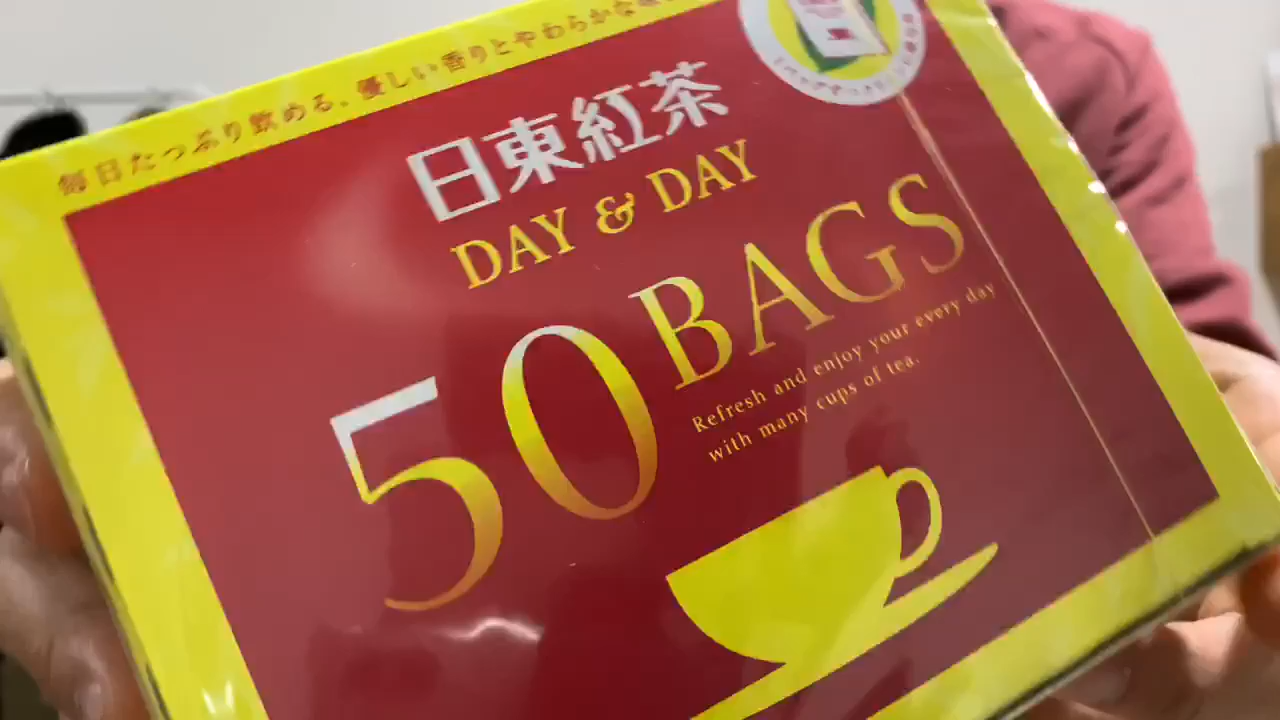 毎日たっぷり飲める、優しい香りとやわらかな味
日東紅茶
DAY & DAY
50 BAGS
Refresh and enjoy your every day
with many cups of tea.